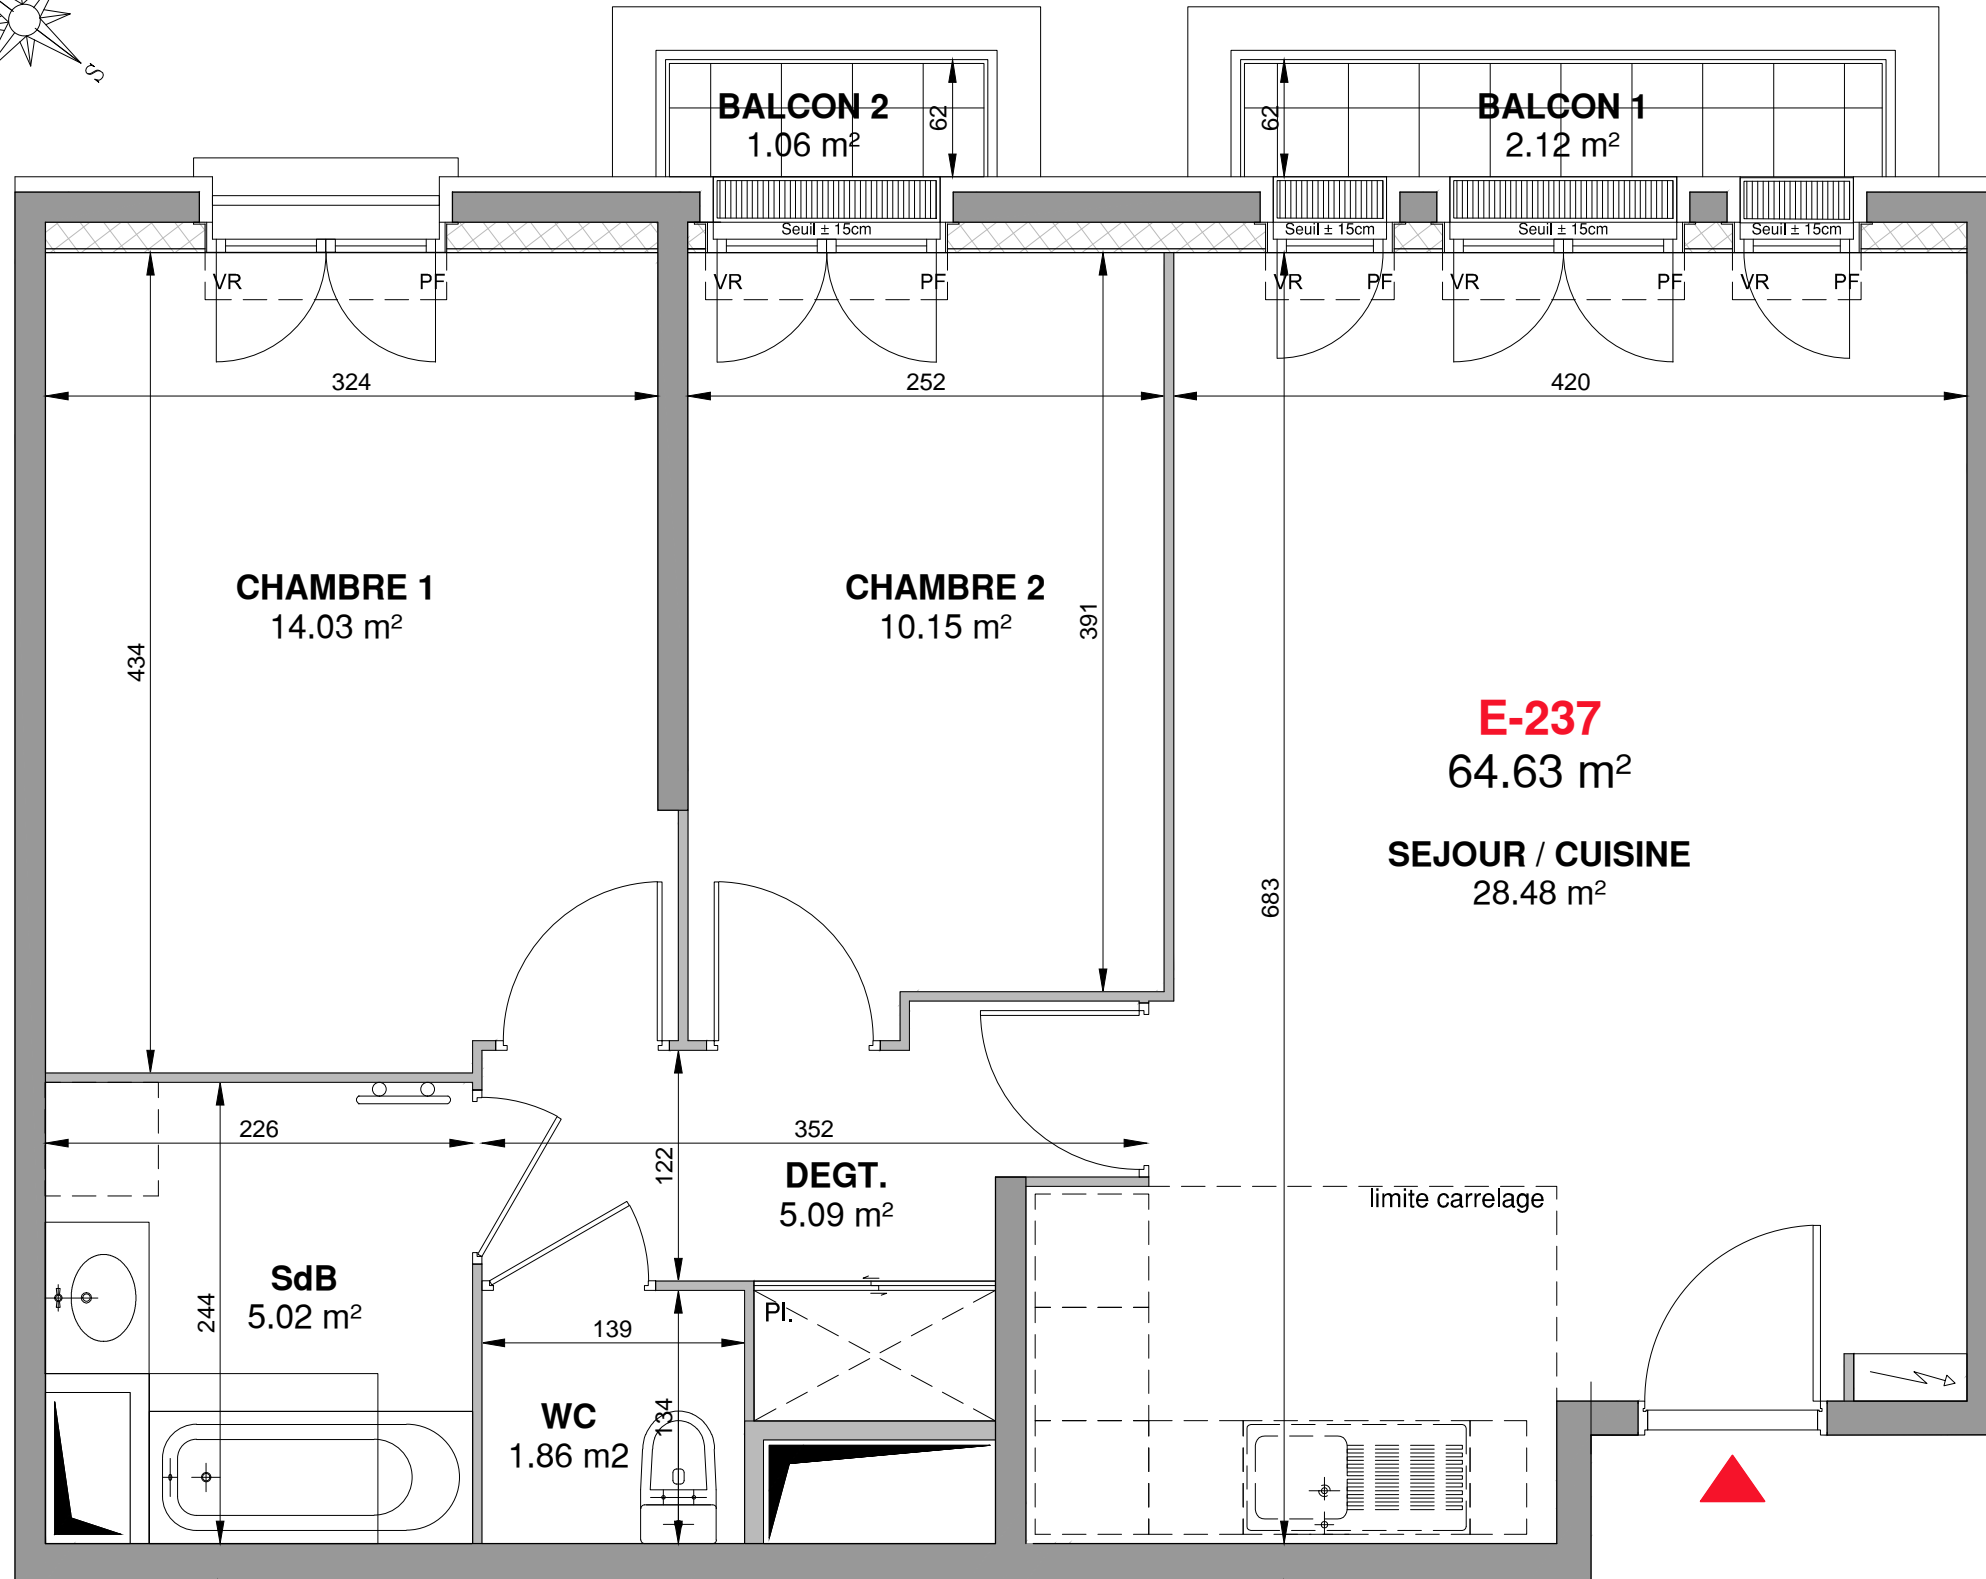 S
BALCON 2
1.06 m²
62
BALCON 1
2.12 m²
62
Seuil ± 15cm
Seuil ± 15cm
Seuil ± 15cm
Seuil ± 15cm
VR
PF
VR
PF
VR
PF
VR
PF
VR
PF
324
252
420
CHAMBRE 1
14.03 m²
434
CHAMBRE 2
10.15 m²
391
E-237
64.63 m²
SEJOUR / CUISINE
28.48 m²
683
226
352
122
DEGT.
5.09 m²
limite carrelage
SdB
5.02 m²
244
Pl.
139
WC
1.86 m2
134